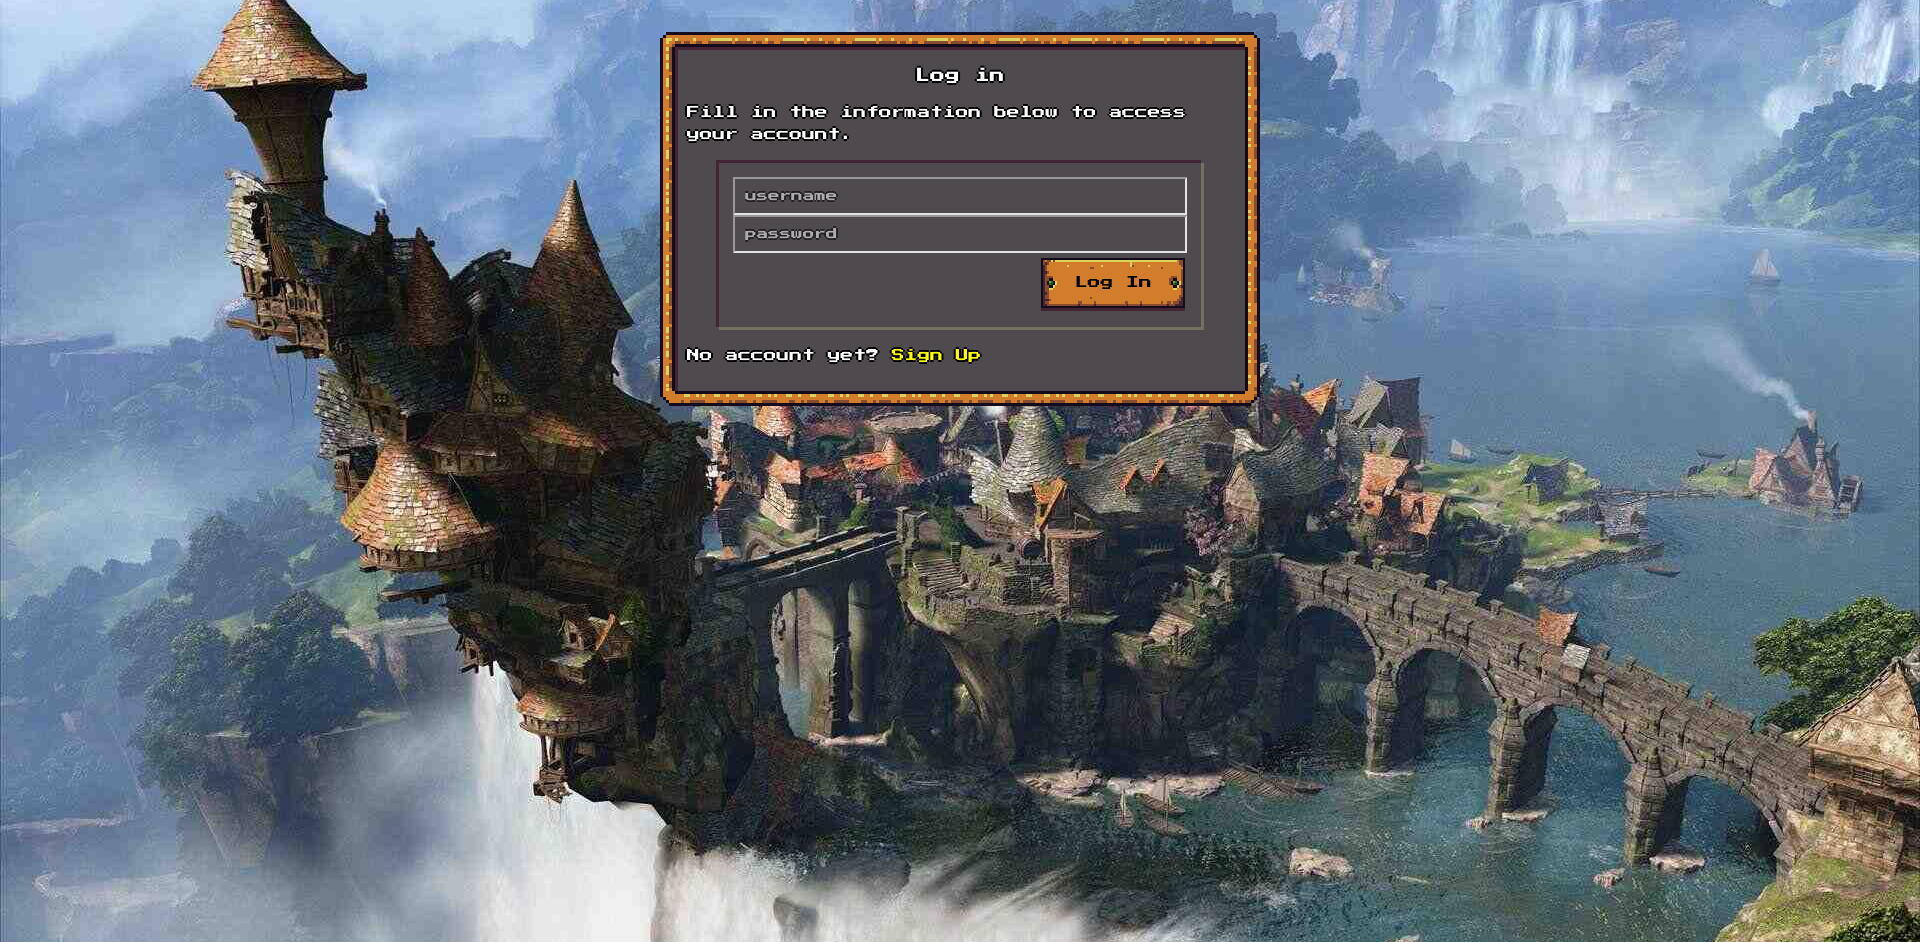 Log in
Fill in the information below to access
your account.
username
password
Log In
No account yet? Sign Up